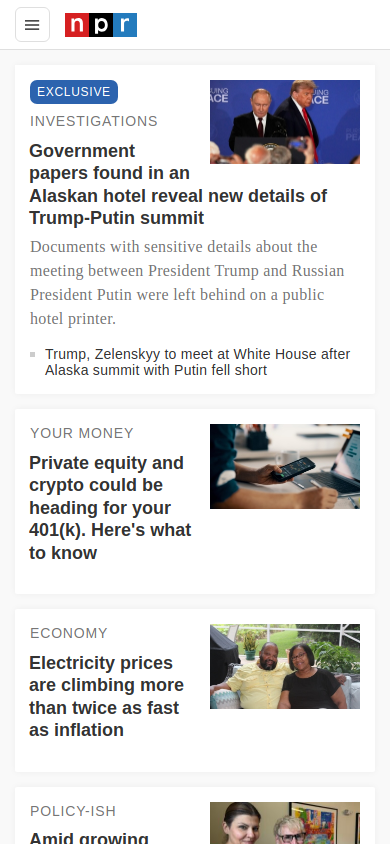 npr
EXCLUSIVE
INVESTIGATIONS
Government
papers found in an
Alaskan hotel reveal new details of
Trump-Putin summit
Documents with sensitive details about the
meeting between President Trump and Russian
President Putin were left behind on a public
hotel printer.
Trump, Zelenskyy to meet at White House after
Alaska summit with Putin fell short
YOUR MONEY
Private equity and
crypto could be
heading for your
401(k). Here's what
to know
ECONOMY
Electricity prices
are climbing more
than twice as fast
as inflation
POLICY-ISH
Amid growing